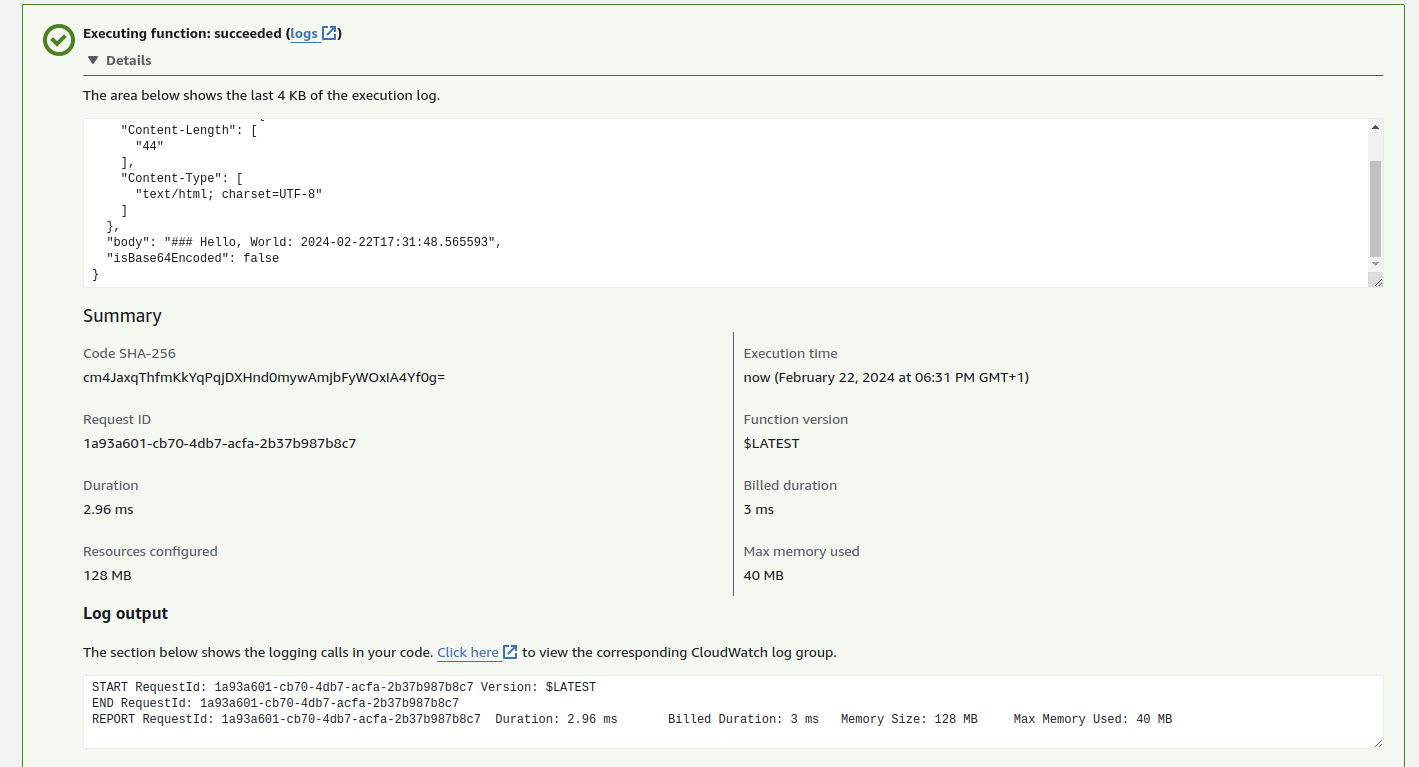 Executing function: succeeded (logs)
Details
The area below shows the last 4 KB of the execution log.
"Content-Length": [
"44"
],
"Content-Type": [
"text/html; charset=UTF-8"
]
},
"body": "### Hello, World: 2024-02-22T17:31:48.565593",
"isBase64Encoded": false
}
Summary
Code SHA-256
cm4JaxqThfmKkYqPqjDXHnd0mywAmjbFyWOxIA4Yf0g=
Execution time
now (February 22, 2024 at 06:31 PM GMT+1)
Request ID
1a93a601-cb70-4db7-acfa-2b37b987b8c7
Function version
$LATEST
Duration
2.96 ms
Billed duration
3 ms
Resources configured
128 MB
Max memory used
40 MB
Log output
The section below shows the logging calls in your code. Click here to view the corresponding CloudWatch log group.
START RequestId: 1a93a601-cb70-4db7-acfa-2b37b987b8c7 Version: $LATEST
END RequestId: 1a93a601-cb70-4db7-acfa-2b37b987b8c7
REPORT RequestId: 1a93a601-cb70-4db7-acfa-2b37b987b8c7 Duration: 2.96 ms Billed Duration: 3 ms Memory Size: 128 MB Max Memory Used: 40 MB